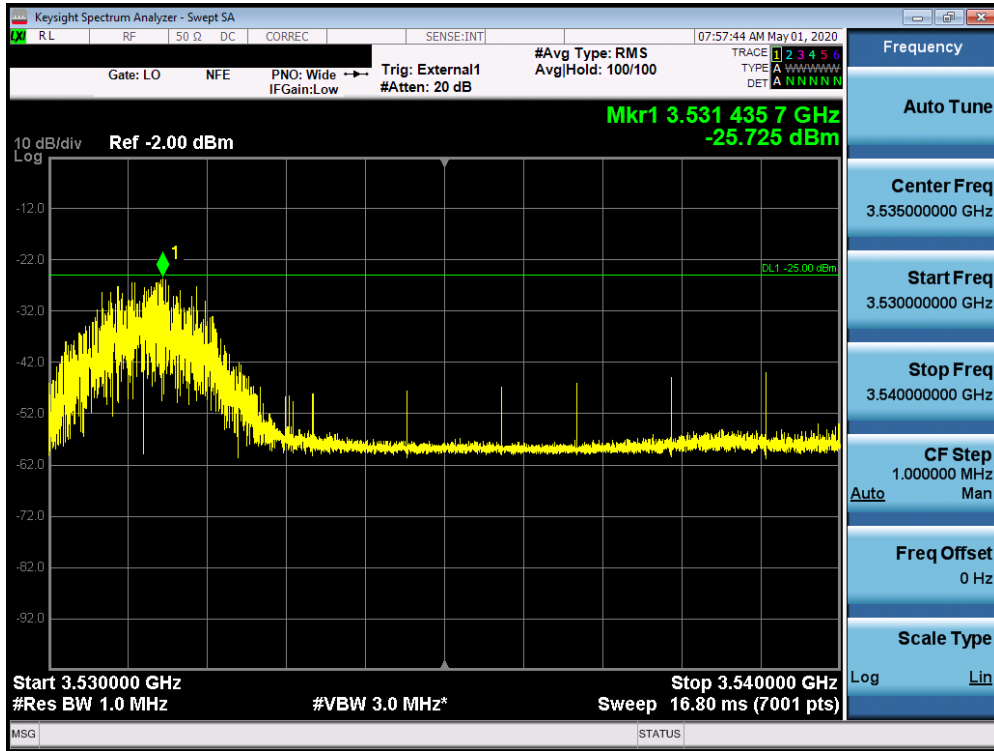 Keysight Spectrum Analyzer - Swept SA
LXI RL RF 50 Ω DC CORREC SENSE:INT 07:57:44 AM May 01, 2020
Gate: LO NFE PNO: Wide IFGain:Low
Trig: External1
#Atten: 20 dB
#Avg Type: RMS
Avg|Hold: 100/100
TRACE 1 2 3 4 5 6
TYPE A WWWWW
DET A N N N N N
Mkr1 3.531 435 7 GHz
-25.725 dBm
10 dB/div Ref -2.00 dBm
Log
1
DL1 -25.00 dBm
-12.0
-22.0
-32.0
-42.0
-52.0
-62.0
-72.0
-82.0
-92.0
Start 3.530000 GHz Stop 3.540000 GHz
#Res BW 1.0 MHz #VBW 3.0 MHz* Sweep 16.80 ms (7001 pts)
MSG STATUS
Frequency
Auto Tune
Center Freq
3.535000000 GHz
Start Freq
3.530000000 GHz
Stop Freq
3.540000000 GHz
CF Step
1.000000 MHz
Auto Man
Freq Offset
0 Hz
Scale Type
Log Lin